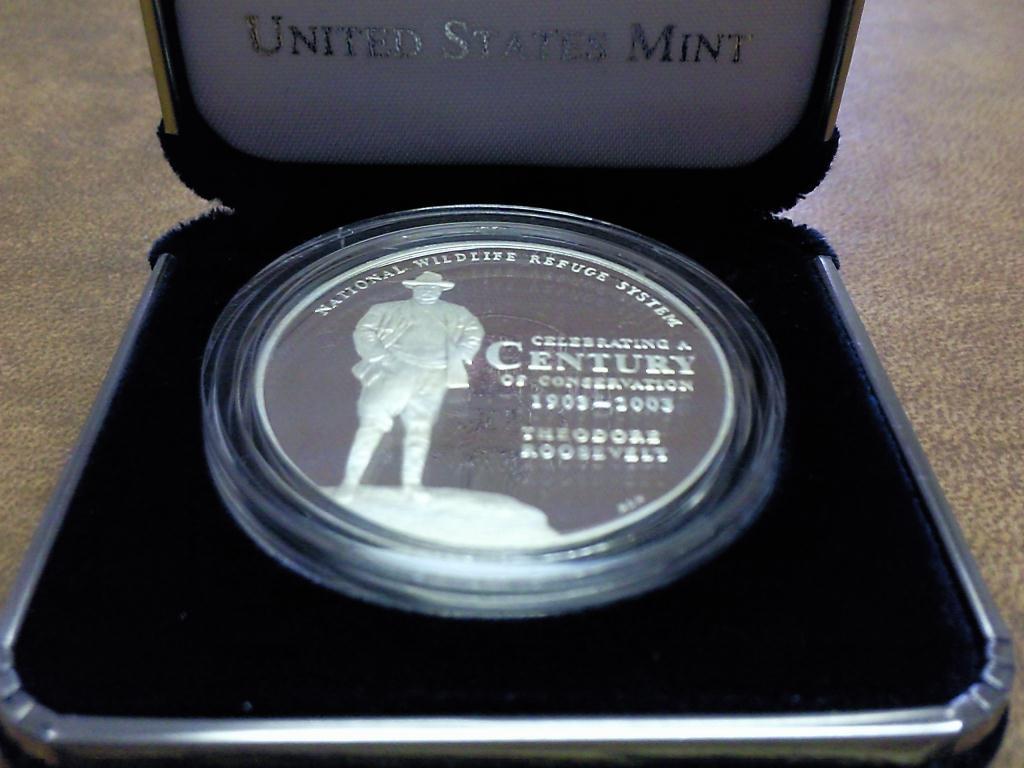 UNITED STATES MINT
NATIONAL WILDLIFE REFUGE SYSTEM
CELEBRATING A
CENTURY
OF CONSERVATION
1903-2003
THEODORE
ROOSEVELT